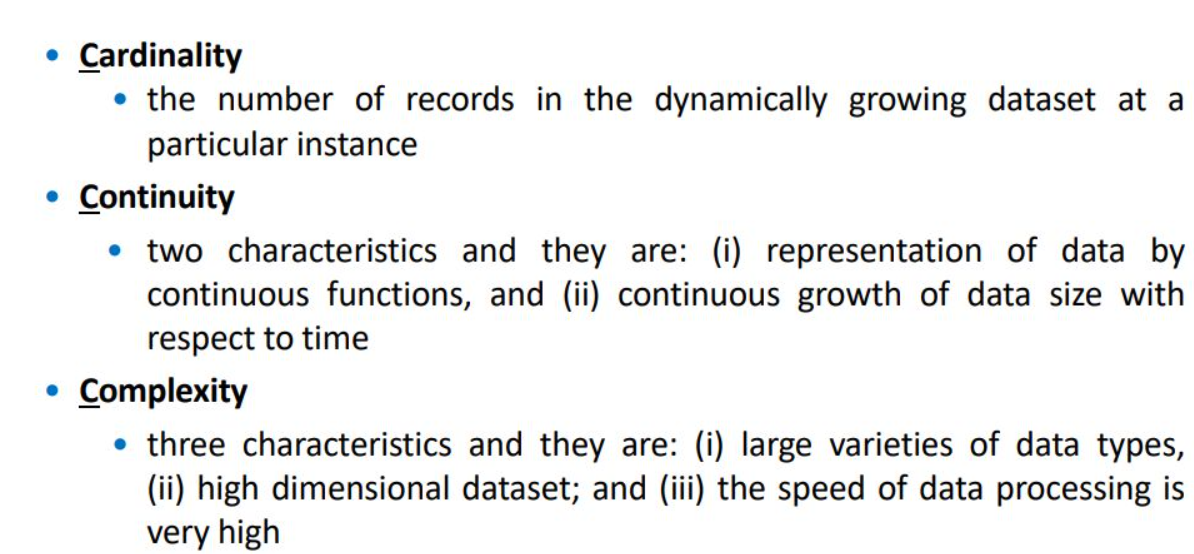 • Cardinality
• the number of records in the dynamically growing dataset at a
particular instance
• Continuity
• two characteristics and they are: (i) representation of data by
continuous functions, and (ii) continuous growth of data size with
respect to time
• Complexity
• three characteristics and they are: (i) large varieties of data types,
(ii) high dimensional dataset; and (iii) the speed of data processing is
very high